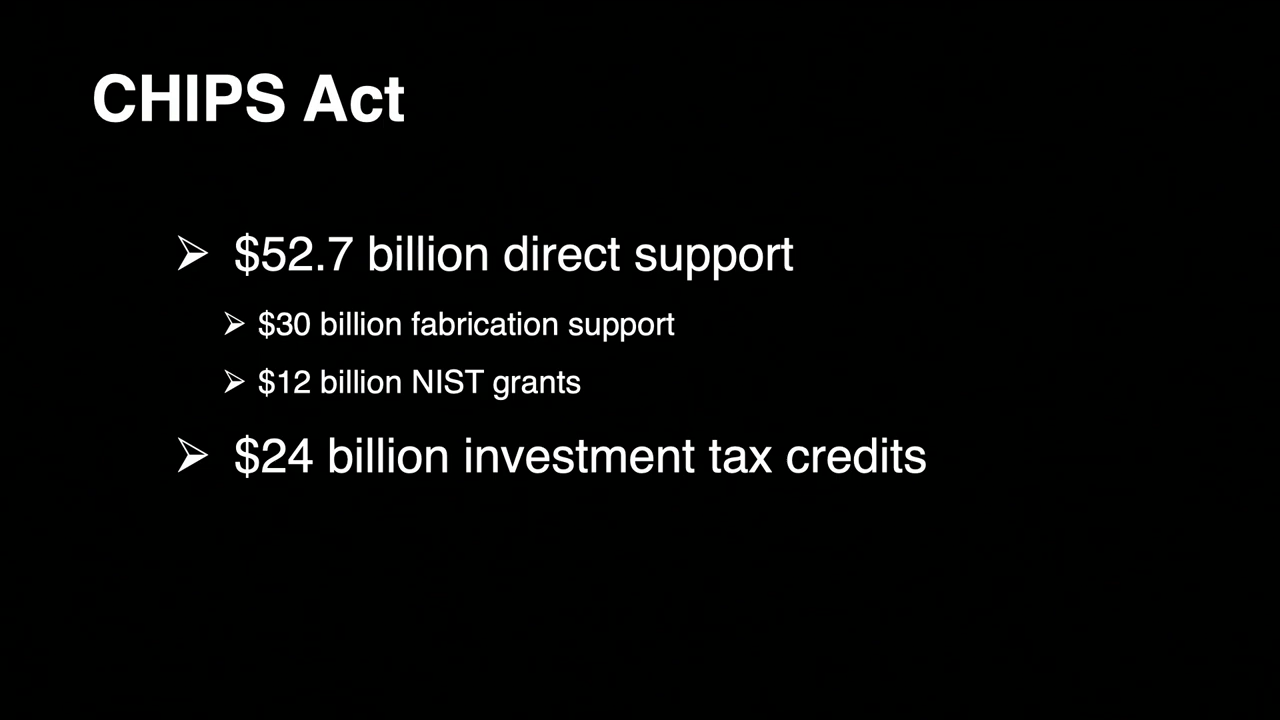 CHIPS Act
➢ $52.7 billion direct support
➢ $30 billion fabrication support
➢ $12 billion NIST grants
➢ $24 billion investment tax credits